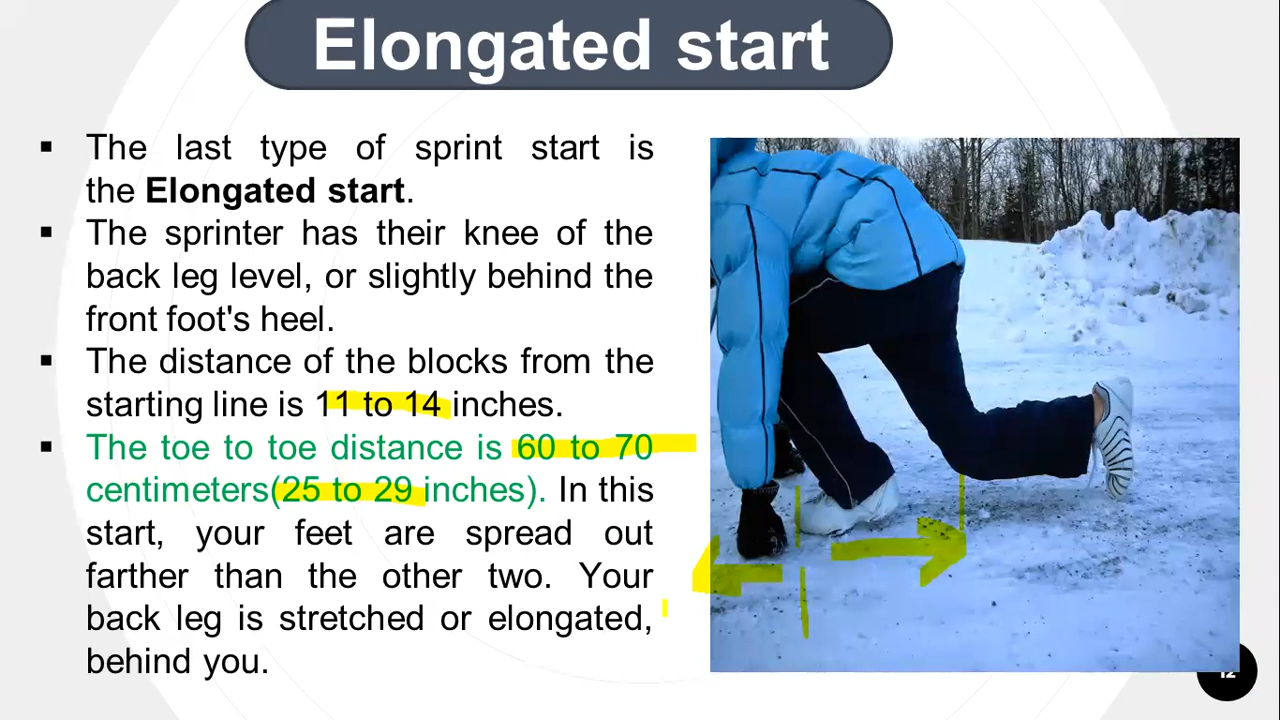 Elongated start
▪ The last type of sprint start is
the Elongated start.
▪ The sprinter has their knee of the
back leg level, or slightly behind the
front foot's heel.
▪ The distance of the blocks from the
starting line is 11 to 14 inches.
▪ The toe to toe distance is 60 to 70
centimeters(25 to 29 inches). In this
start, your feet are spread out
farther than the other two. Your
back leg is stretched or elongated,
behind you.
12